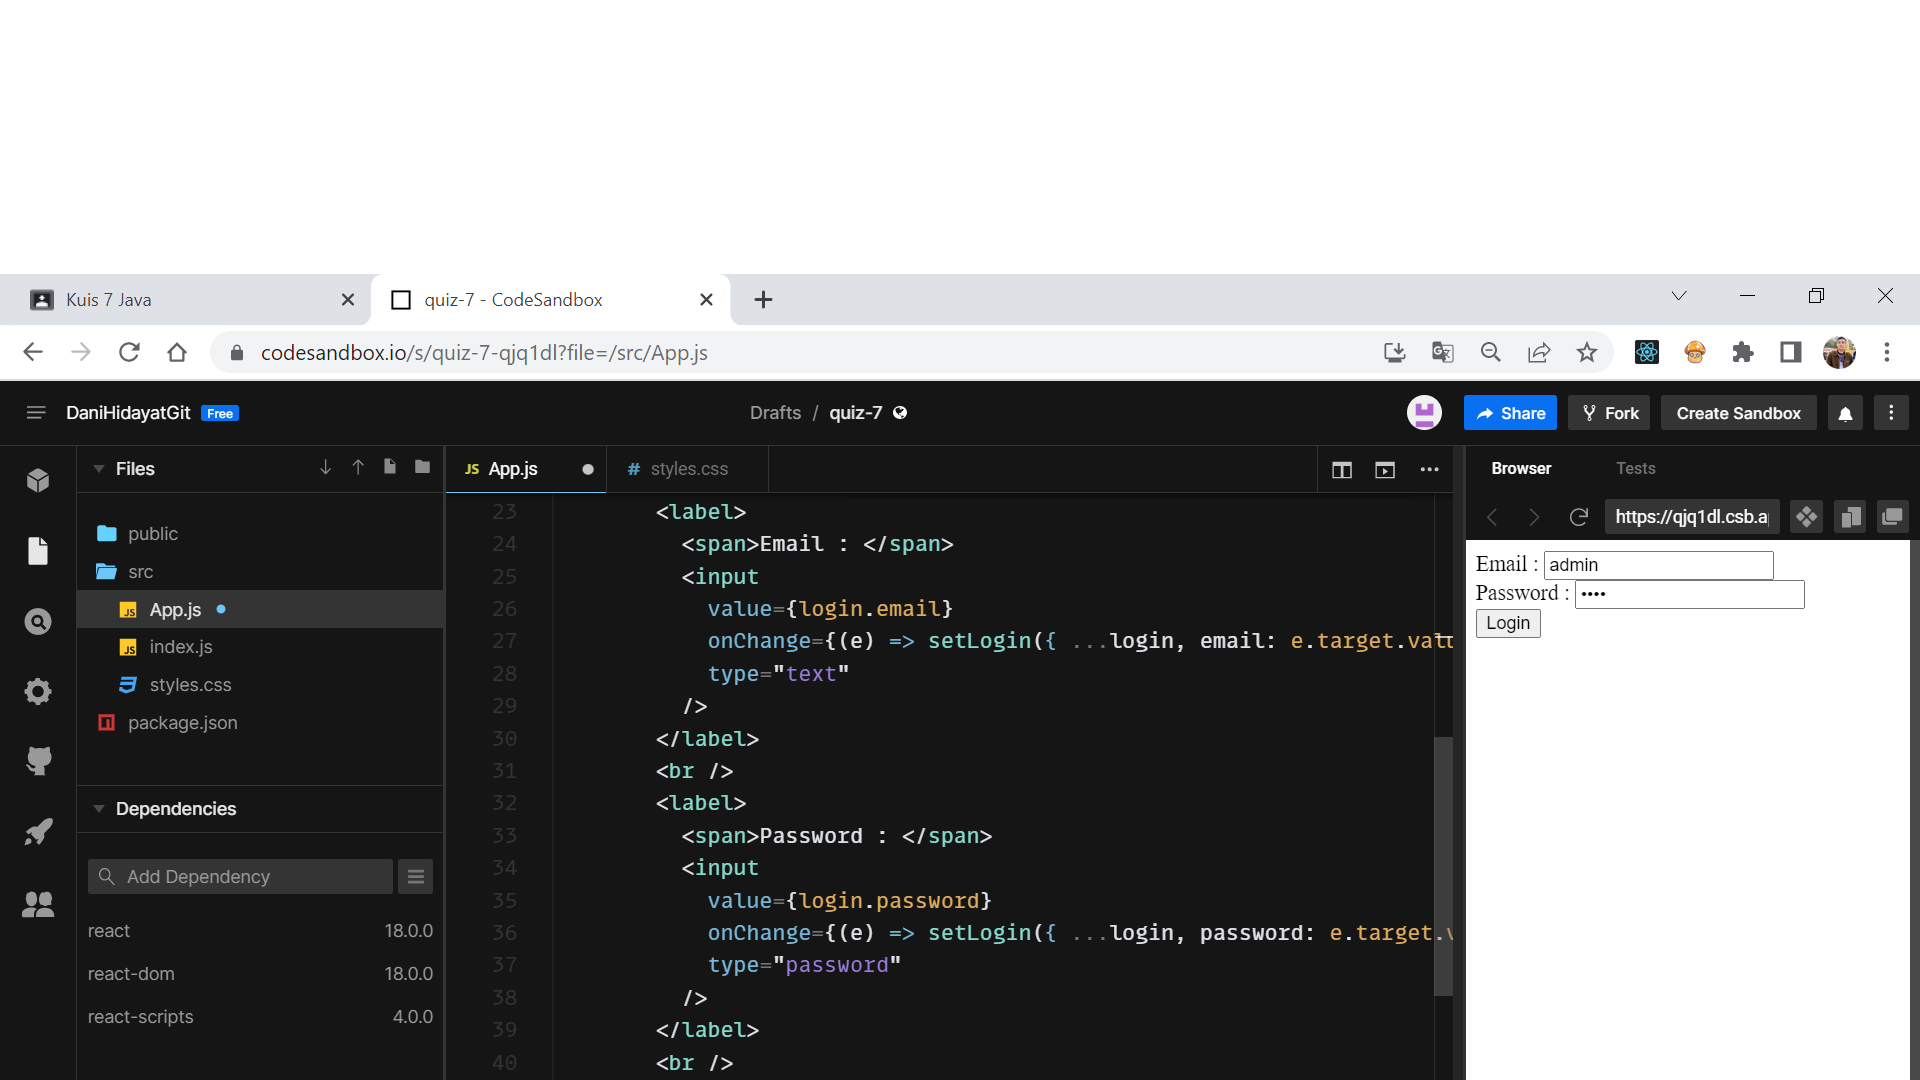 Kuis 7 Java
quiz-7 - CodeSandbox
codesandbox.io/s/quiz-7-qjq1dl?file=/src/App.js
DaniHidayatGit Free
Drafts / quiz-7
Share
Fork
Create Sandbox
Files
public
src
JS App.js
JS index.js
styles.css
package.json
Dependencies
Add Dependency
react 18.0.0
react-dom 18.0.0
react-scripts 4.0.0
JS App.js
# styles.css
23 <label>
24 <span>Email : </span>
25 <input
26 value={login.email}
27 onChange={(e) => setLogin({ ...login, email: e.target.valu
28 type="text"
29 />
30 </label>
31 <br />
32 <label>
33 <span>Password : </span>
34 <input
35 value={login.password}
36 onChange={(e) => setLogin({ ...login, password: e.target.v
37 type="password"
38 />
39 </label>
40 <br />
Browser
Tests
https://qjq1dl.csb.a
Email : admin
Password : ••••
Login